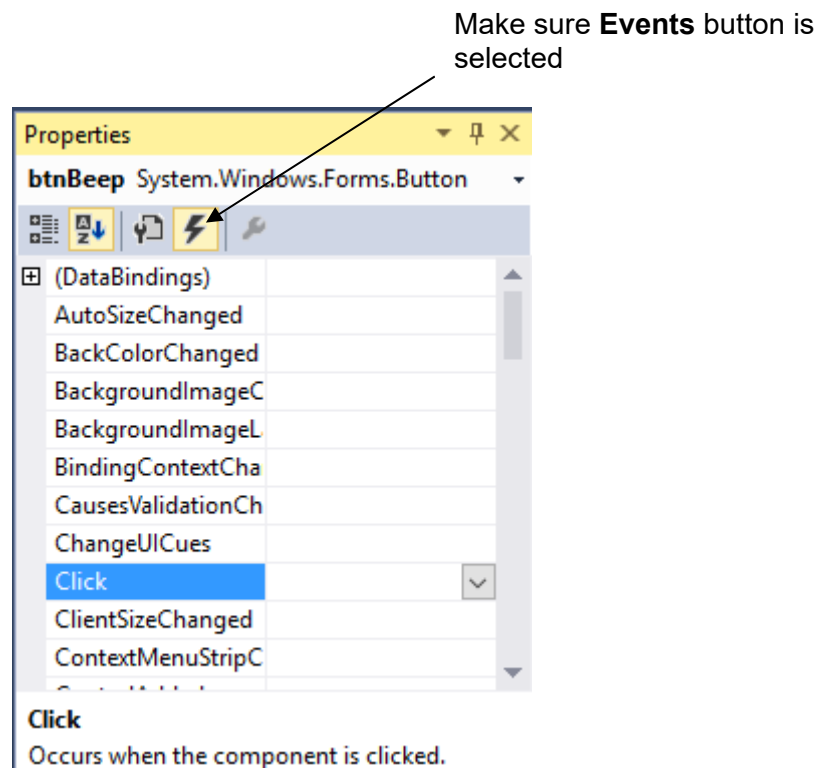 Make sure Events button is
selected
Properties
btnBeep System.Windows.Forms.Button
(DataBindings)
AutoSizeChanged
BackColorChanged
BackgroundImageC
BackgroundImageL
BindingContextCha
CausesValidationCh
ChangeUICues
Click
ClientSizeChanged
ContextMenuStripC
Click
Occurs when the component is clicked.